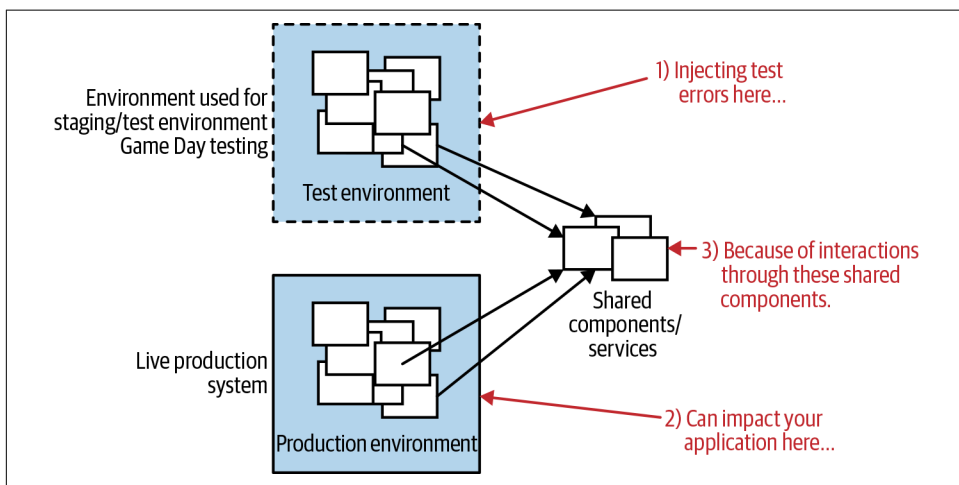 Environment used for
staging/test environment
Game Day testing
Test environment
1) Injecting test
errors here...
3) Because of interactions
through these shared
components.
Shared
components/
services
Live production
system
Production environment
2) Can impact your
application here...